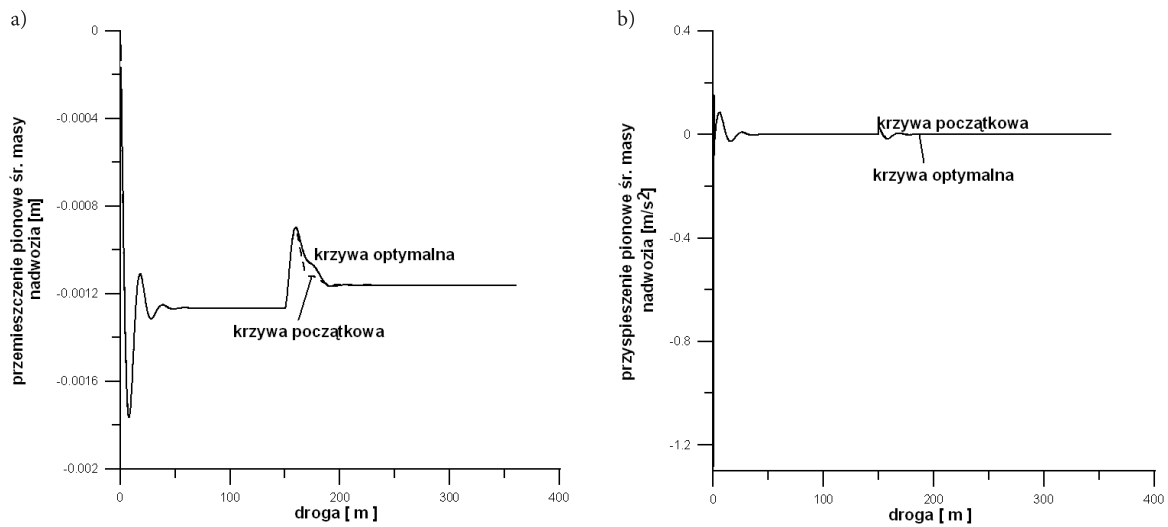 a)
0
-0.0004
-0.0008
-0.0012
-0.0016
-0.002
przemieszczenie pionowe śr. masy
nadwozia [m]
krzywa optymalna
krzywa początkowa
0
100
200
300
400
droga [ m ]
b)
0.4
0
-0.4
-0.8
-1.2
przyspieszenie pionowe śr. masy
nadwozia [m/s²]
krzywa początkowa
krzywa optymalna
0
100
200
300
400
droga [ m ]